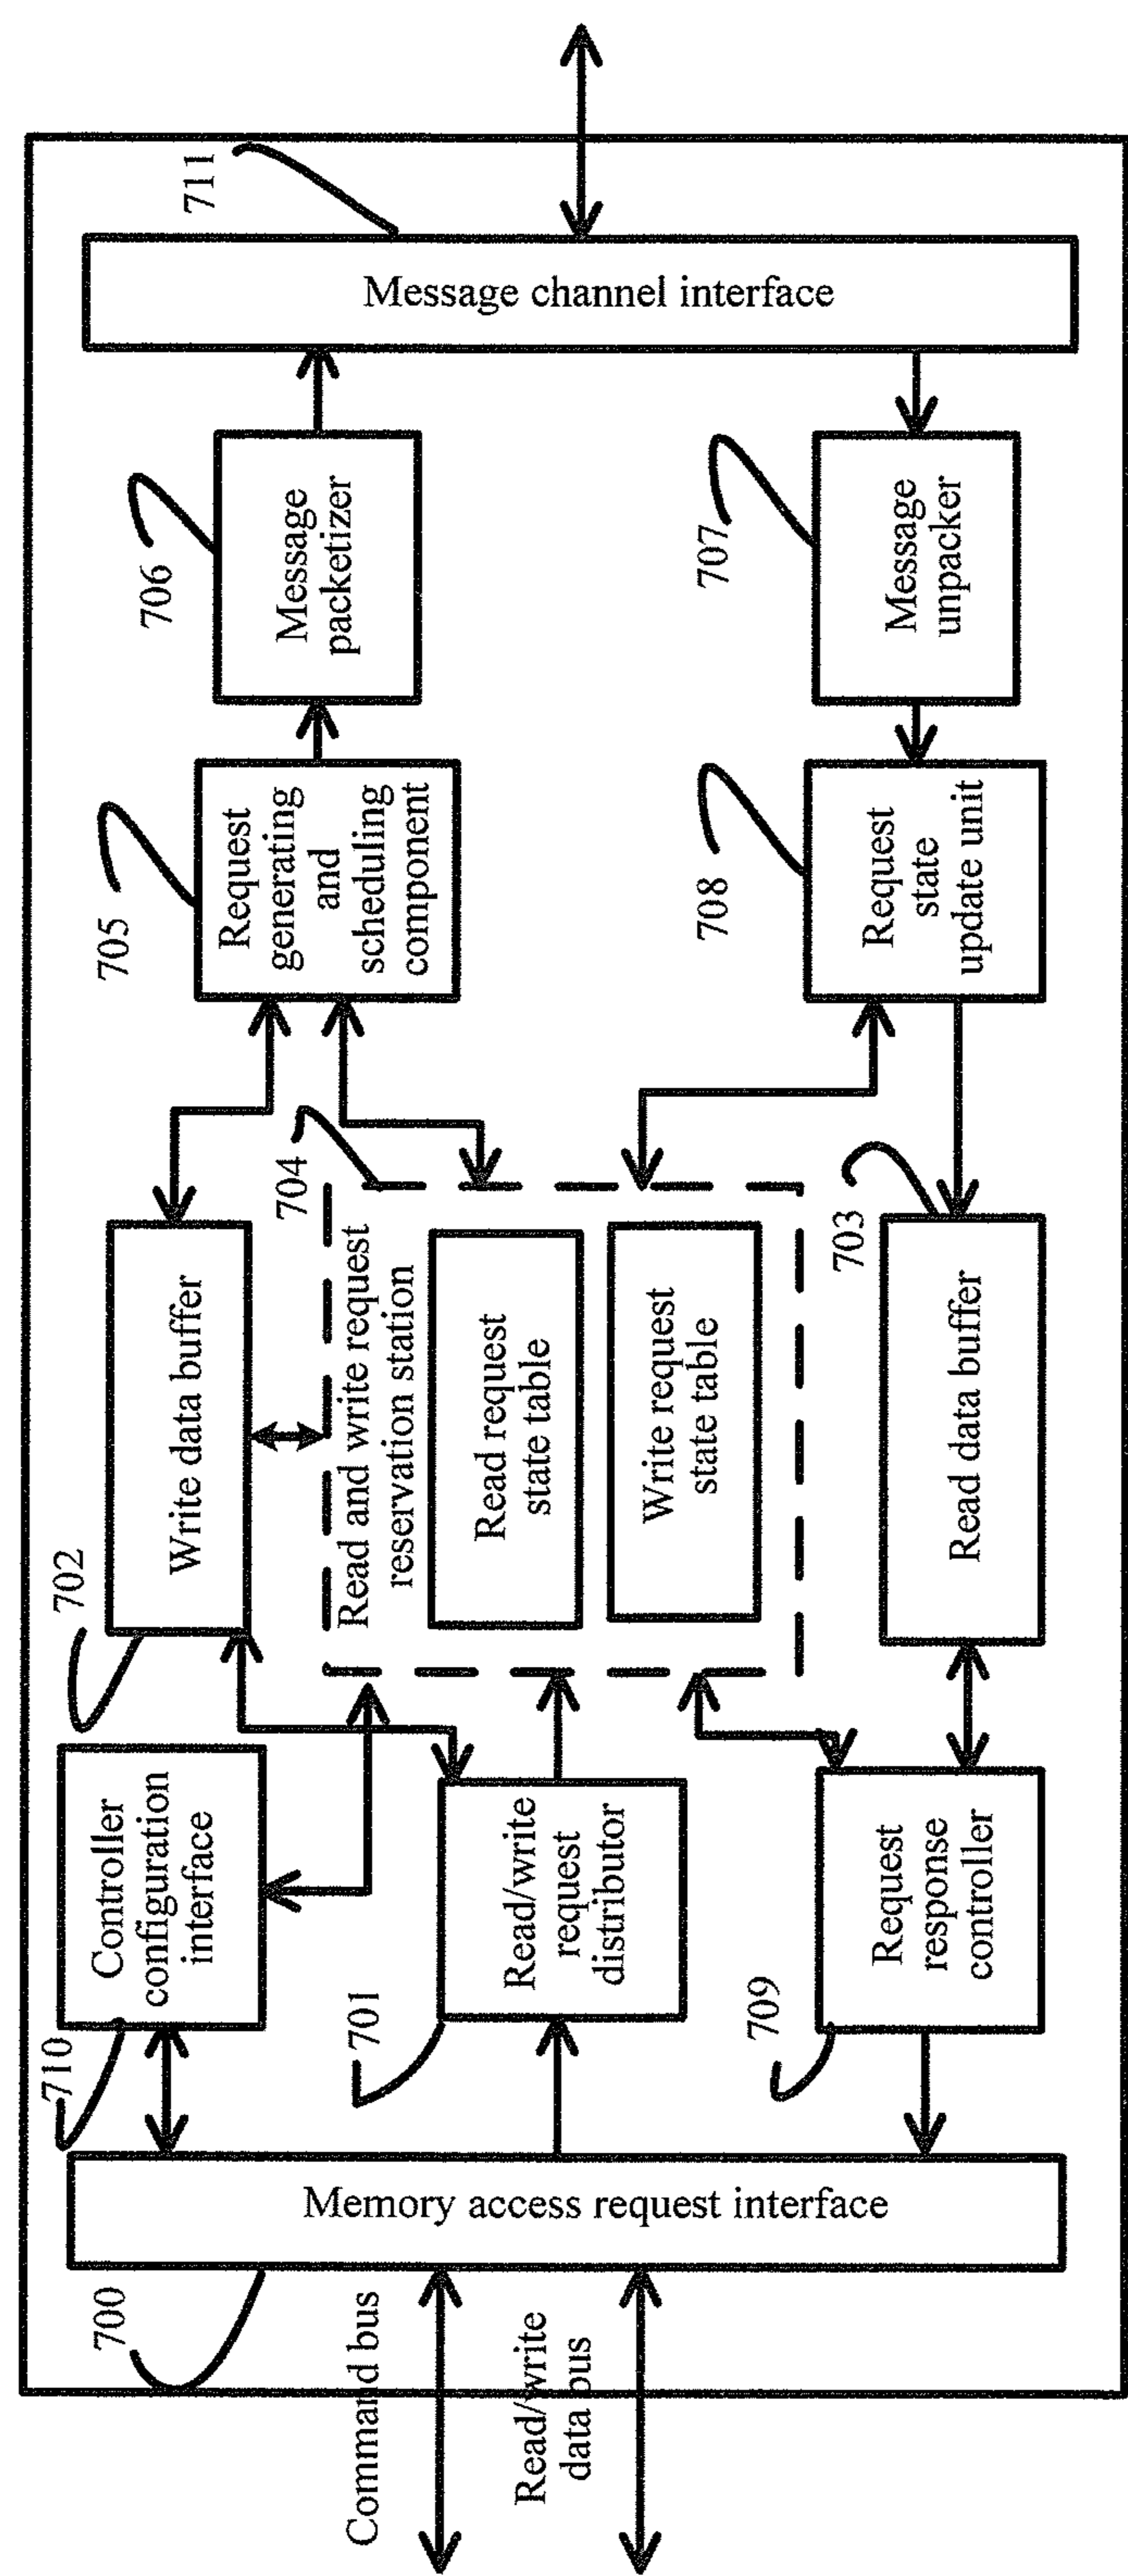 Command bus
Read/write
data bus
700
Memory access request interface
710
Controller
configuration
interface
701
Read/write
request
distributor
709
Request
response
controller
702
Write data buffer
704
Read and write request
reservation station
Read request
state table
Write request
state table
703
Read data buffer
705
Request
generating
and
scheduling
component
708
Request
state
update unit
706
Message
packetizer
707
Message
unpacker
711
Message channel interface